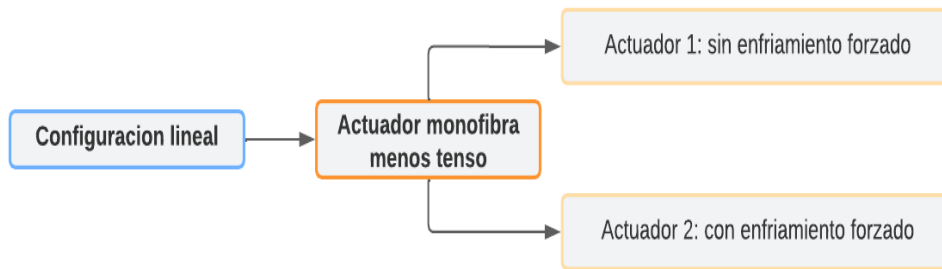 Configuracion lineal
Actuador monofibra
menos tenso
Actuador 1: sin enfriamiento forzado
Actuador 2: con enfriamiento forzado